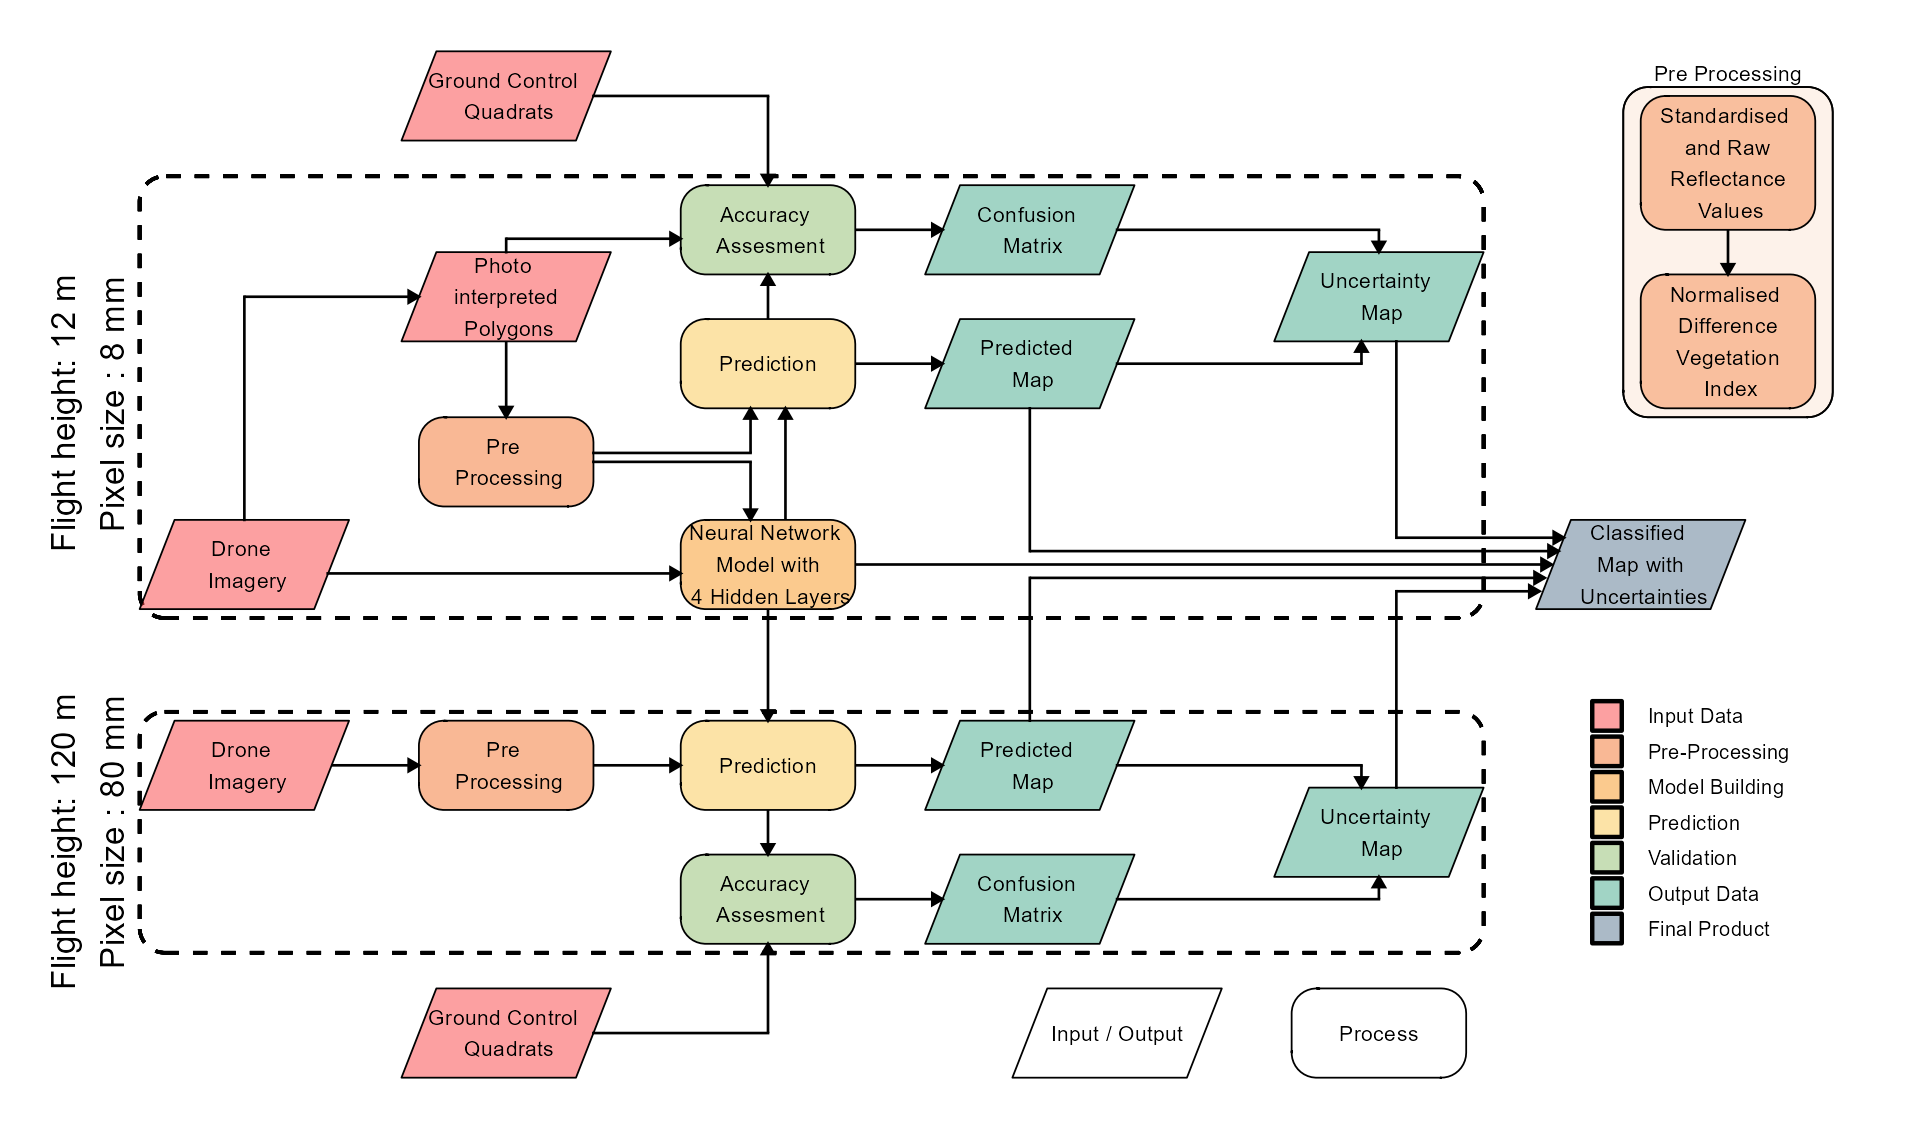 Ground Control
Quadrats
Pre Processing
Standardised
and Raw
Reflectance
Values
Normalised
Difference
Vegetation
Index
Flight height: 12 m
Pixel size : 8 mm
Accuracy
Assesment
Confusion
Matrix
Photo
interpreted
Polygons
Uncertainty
Map
Prediction
Predicted
Map
Pre
Processing
Drone
Imagery
Neural Network
Model with
4 Hidden Layers
Classified
Map with
Uncertainties
Flight height: 120 m
Pixel size : 80 mm
Drone
Imagery
Pre
Processing
Prediction
Predicted
Map
Uncertainty
Map
Accuracy
Assesment
Confusion
Matrix
Ground Control
Quadrats
Input / Output
Process
Input Data
Pre-Processing
Model Building
Prediction
Validation
Output Data
Final Product